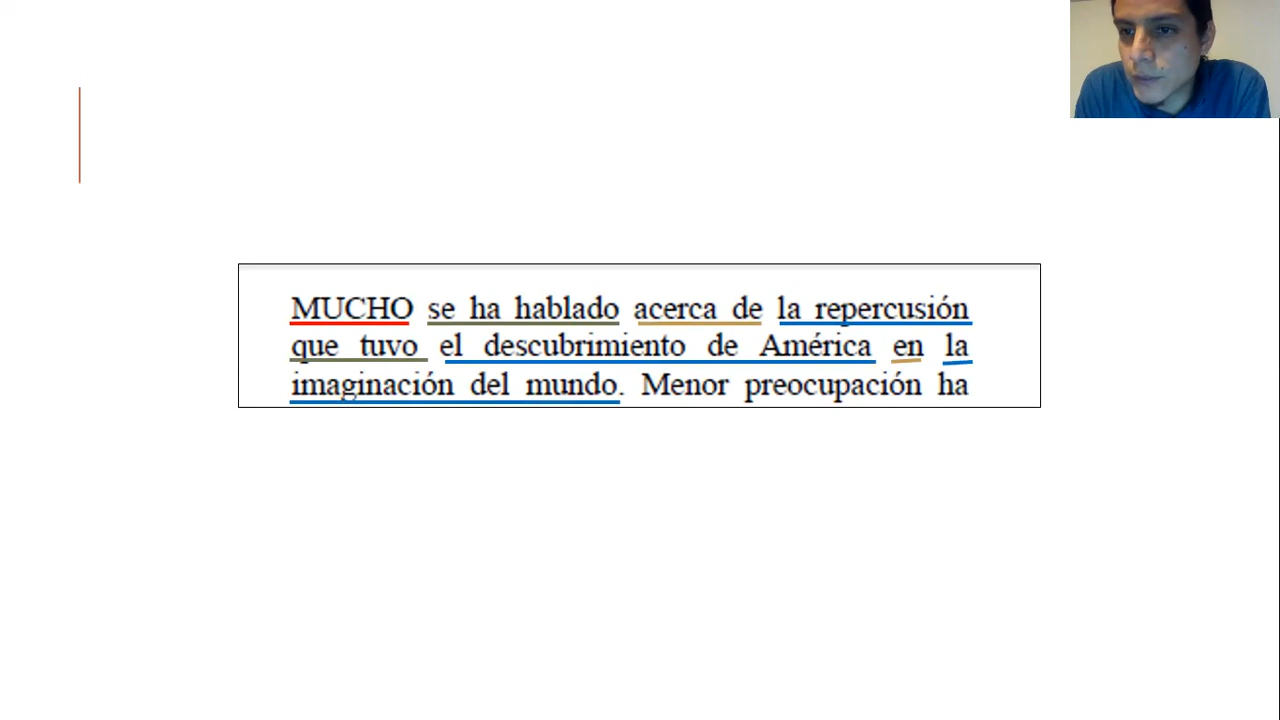 MUCHO se ha hablado acerca de la repercusión
que tuvo el descubrimiento de América en la
imaginación del mundo. Menor preocupación ha